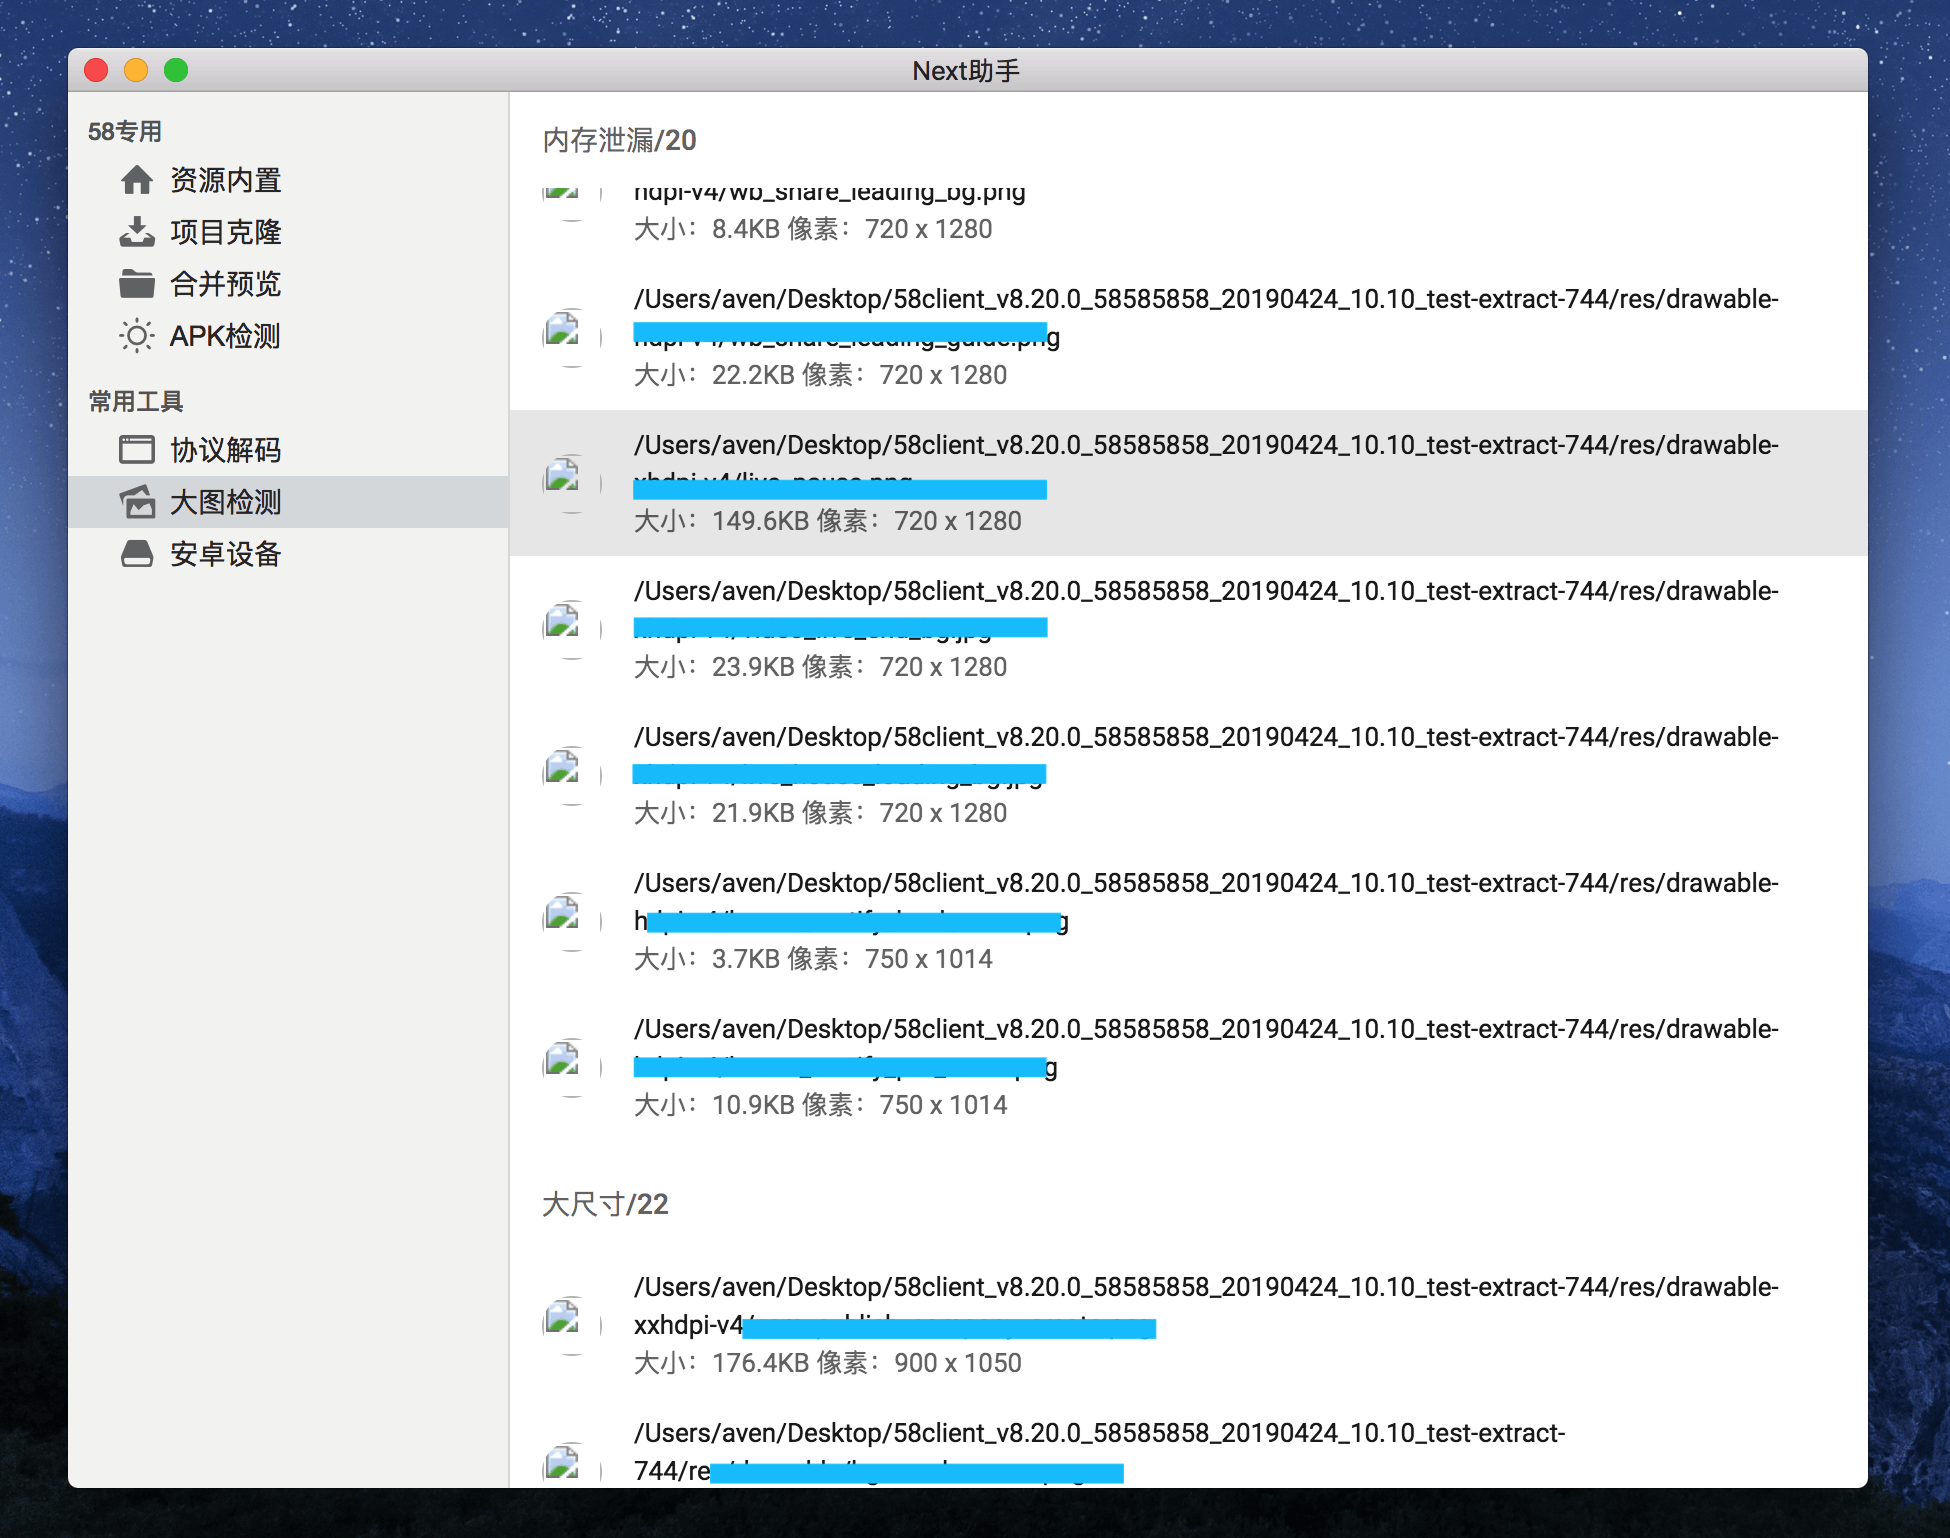 Next助手
58专用
资源内置
项目克隆
合并预览
APK检测
常用工具
协议解码
大图检测
安卓设备
内存泄漏/20
hdpi-v4/wb_share_leading_bg.png
大小：8.4KB 像素：720 x 1280
/Users/aven/Desktop/58client_v8.20.0_58585858_20190424_10.10_test-extract-744/res/drawable-
大小：22.2KB 像素：720 x 1280
/Users/aven/Desktop/58client_v8.20.0_58585858_20190424_10.10_test-extract-744/res/drawable-
大小：149.6KB 像素：720 x 1280
/Users/aven/Desktop/58client_v8.20.0_58585858_20190424_10.10_test-extract-744/res/drawable-
大小：23.9KB 像素：720 x 1280
/Users/aven/Desktop/58client_v8.20.0_58585858_20190424_10.10_test-extract-744/res/drawable-
大小：21.9KB 像素：720 x 1280
/Users/aven/Desktop/58client_v8.20.0_58585858_20190424_10.10_test-extract-744/res/drawable-
大小：3.7KB 像素：750 x 1014
/Users/aven/Desktop/58client_v8.20.0_58585858_20190424_10.10_test-extract-744/res/drawable-
大小：10.9KB 像素：750 x 1014
大尺寸/22
/Users/aven/Desktop/58client_v8.20.0_58585858_20190424_10.10_test-extract-744/res/drawable-
xxhdpi-v4/
大小：176.4KB 像素：900 x 1050
/Users/aven/Desktop/58client_v8.20.0_58585858_20190424_10.10_test-extract-
744/re